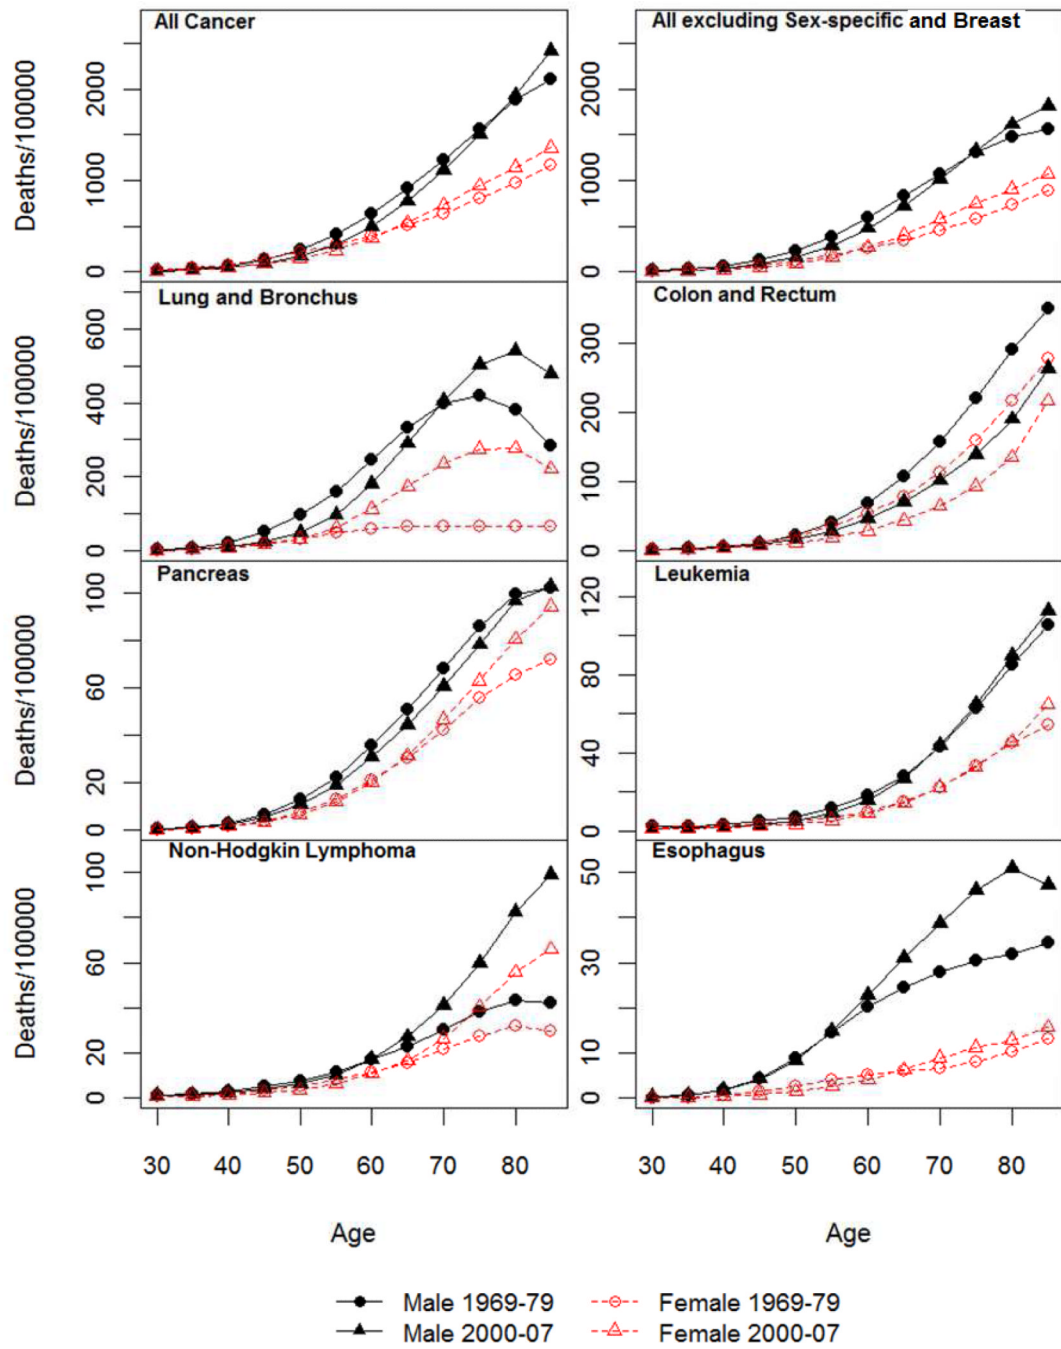 All Cancer
All excluding Sex-specific and Breast
Deaths/100000
0 1000 2000
0 1000 2000
Lung and Bronchus
Colon and Rectum
Deaths/100000
0 200 400 600
0 100 200 300
Pancreas
Leukemia
Deaths/100000
0 20 60 100
0 40 80 120
Non-Hodgkin Lymphoma
Esophagus
Deaths/100000
0 20 60 100
0 10 30 50
30 40 50 60 70 80
30 40 50 60 70 80
Age
Age
Male 1969-79
Female 1969-79
Male 2000-07
Female 2000-07